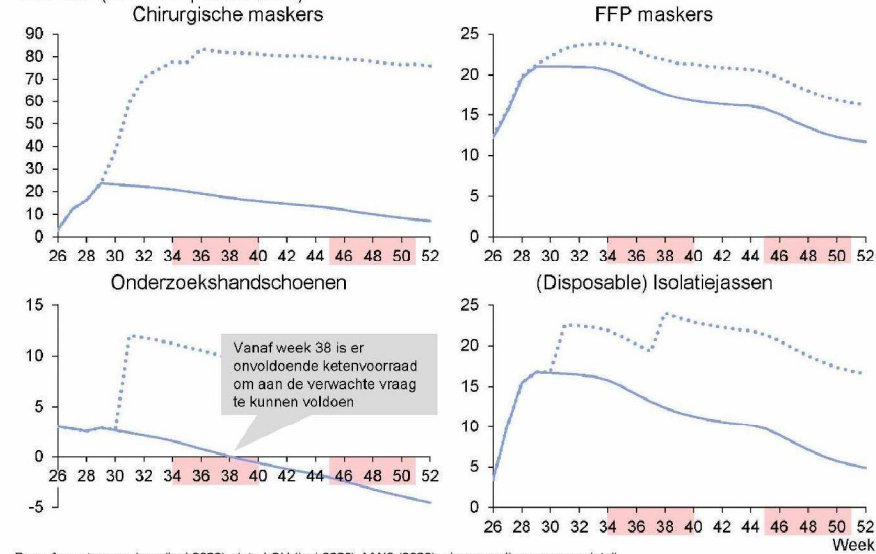 Chirurgische maskers
90
80
70
60
50
40
30
20
10
0
26 28 30 32 34 36 38 40 42 44 46 48 50 52
FFP maskers
25
20
15
10
5
0
26 28 30 32 34 36 38 40 42 44 46 48 50 52
Onderzoekshandschoenen
15
10
5
0
-5
26 28 30 32 34 36 38 40 42 44 46 48 50 52
Vanaf week 38 is er
onvoldoende ketenvoorraad
om aan de verwachte vraag
te kunnen voldoen
(Disposable) Isolatiejassen
25
20
15
10
5
0
26 28 30 32 34 36 38 40 42 44 46 48 50 52
Week